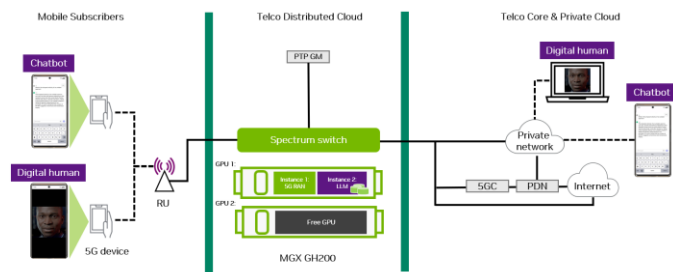 Mobile Subscribers
Telco Distributed Cloud
Telco Core & Private Cloud
Chatbot
Digital human
5G device
RU
PTP GM
Spectrum switch
GPU 1:
Instance 1:
5G RAN
Instance 2:
LLM
GPU 2:
Free GPU
MGX GH200
Digital human
Chatbot
Private
network
5GC
PDN
Internet